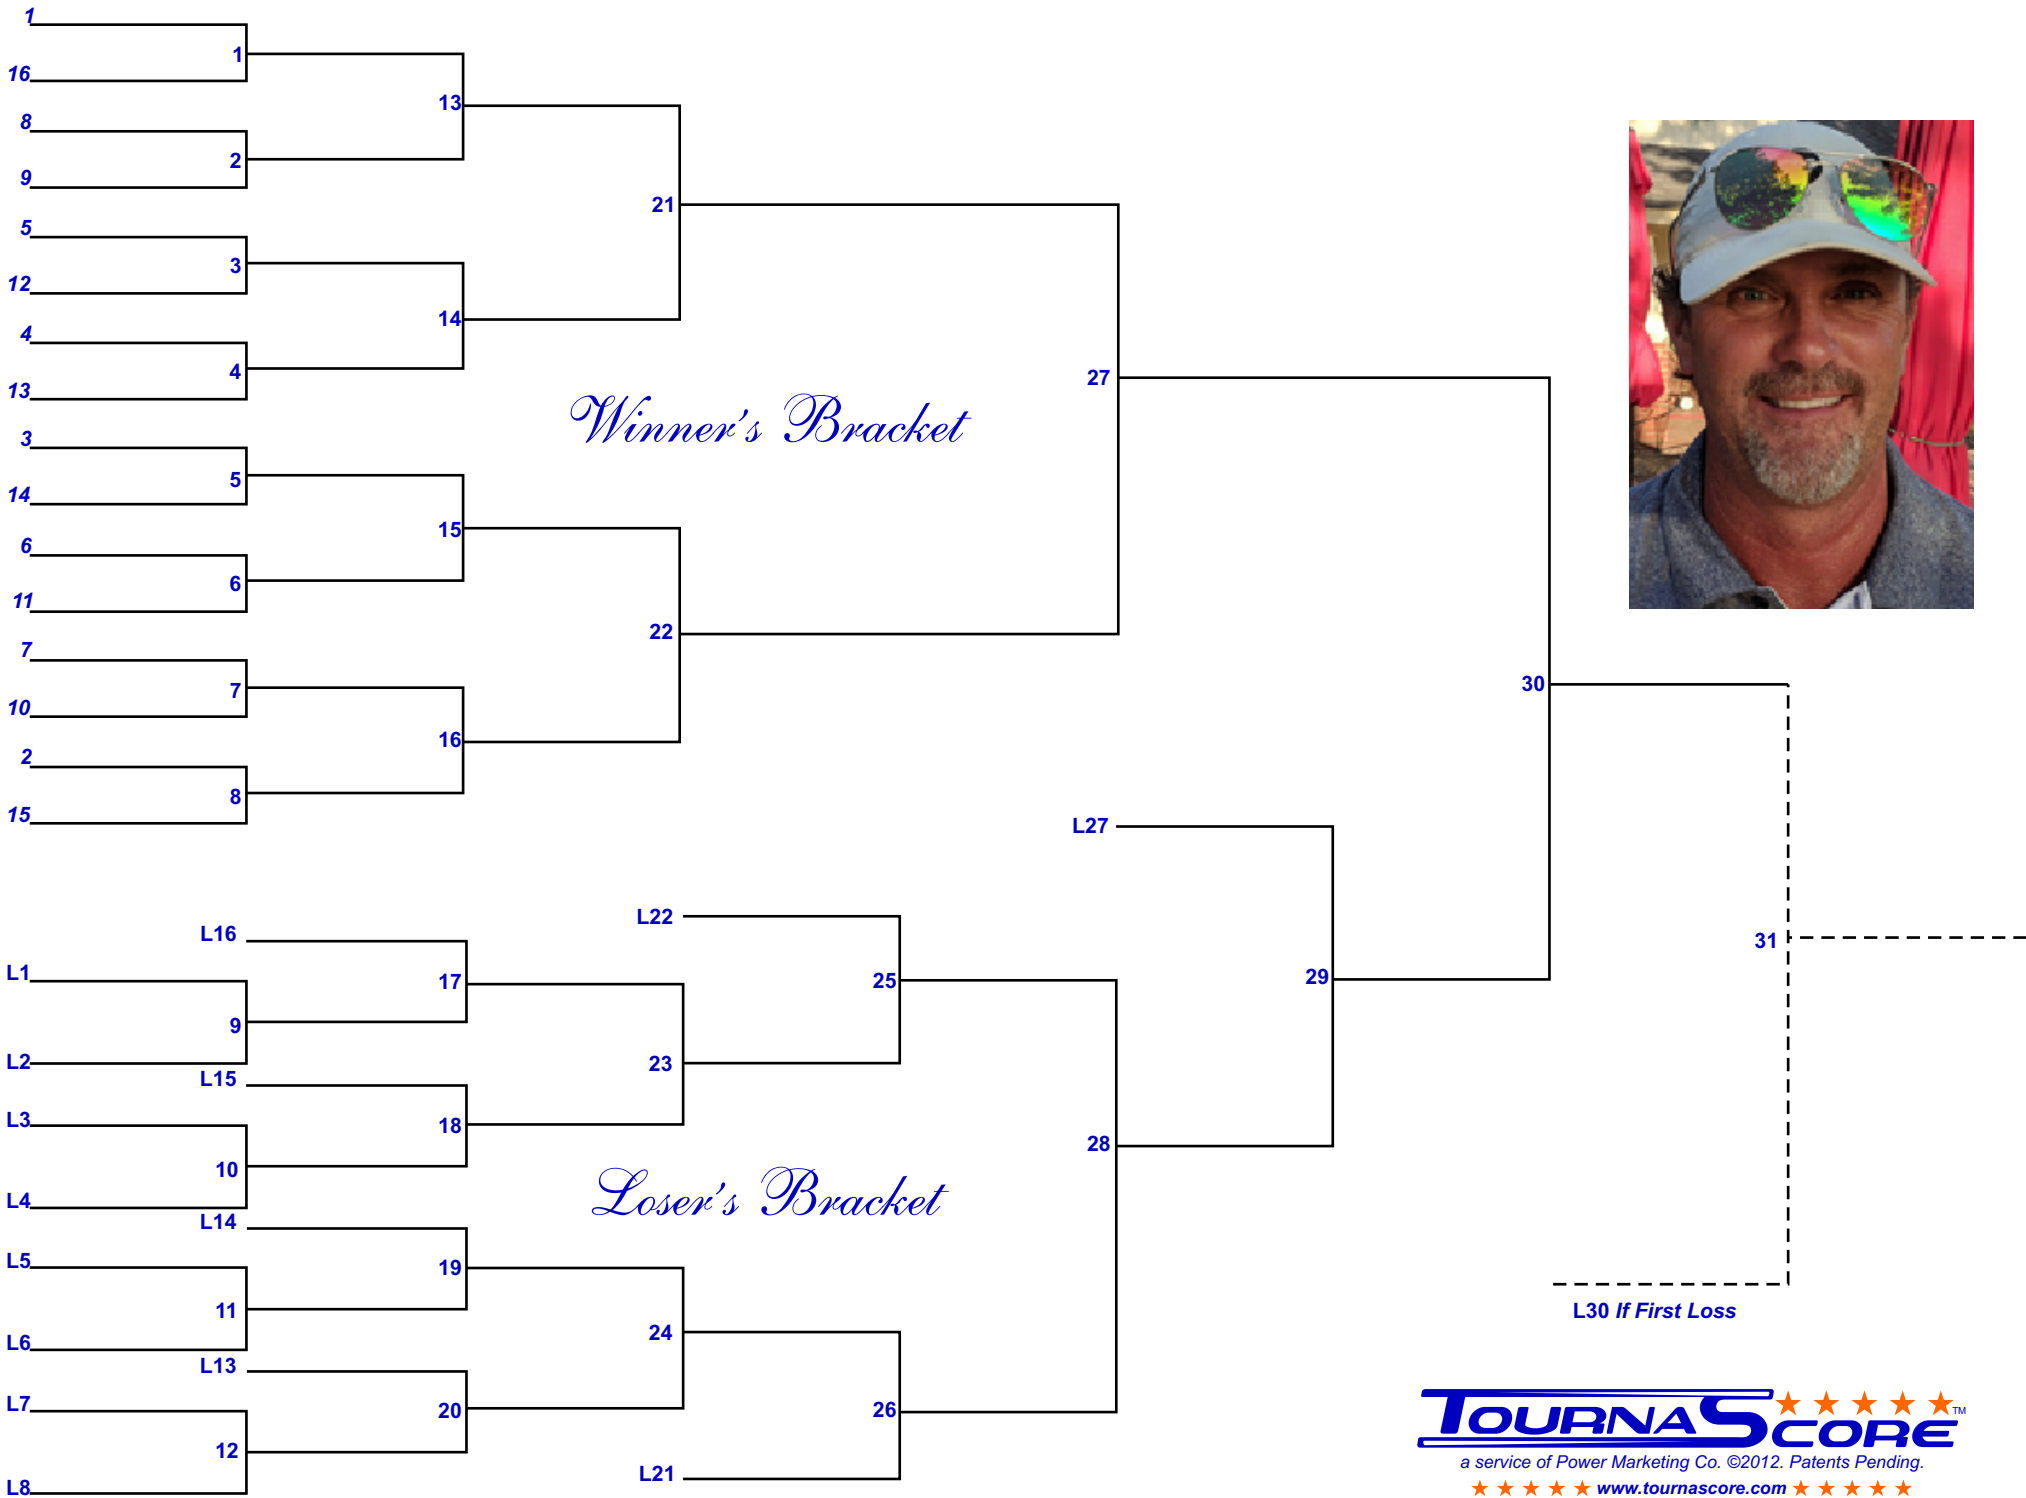 1
1
16
13
8
2
9
21
5
3
12
14
4
4
13
27
Winner's Bracket
3
5
14
15
6
6
11
22
7
7
10
30
16
2
8
15
L27
L22
L16
31
L1
17
25
29
9
L2
23
L15
L3
18
28
10
L4
Loser's Bracket
L14
L5
19
11
L30 If First Loss
24
L6
L13
L7
20
26
12
L21
L8
TOURNASCORE TM
a service of Power Marketing Co. ©2012. Patents Pending.
www.tournascore.com